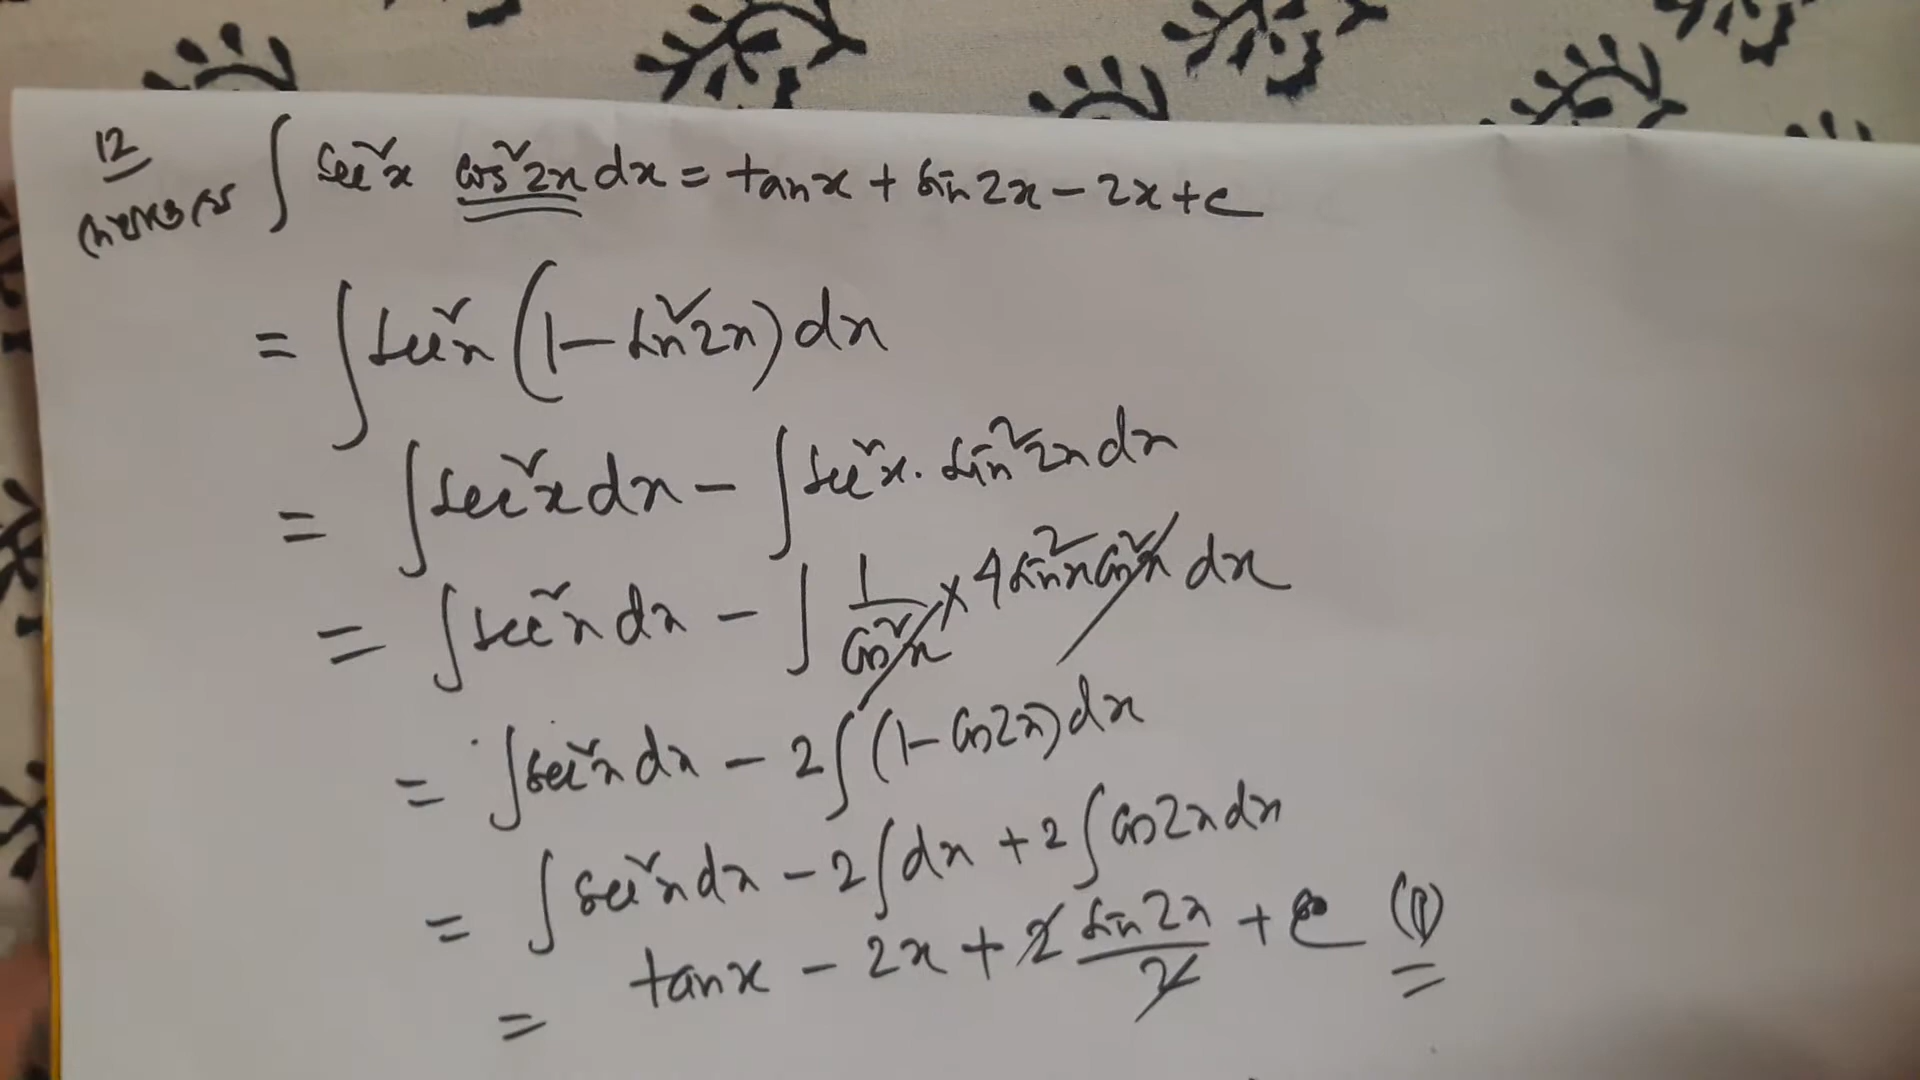 12
দেখাও যে ∫ sec²x cos²2x dx = tanx + sin2x − 2x + c
= ∫ sec²x (1 − sin²2x) dx
= ∫ sec²x dx − ∫ sec²x . sin²2x dx
= ∫ sec²x dx − ∫ 1/cos²x × 4 sin²x cos²x dx
= ∫ sec²x dx − 2 ∫ (1 − cos2x) dx
= ∫ sec²x dx − 2 ∫ dx + 2 ∫ cos2x dx
= tanx − 2x + 2 sin2x/2 + c